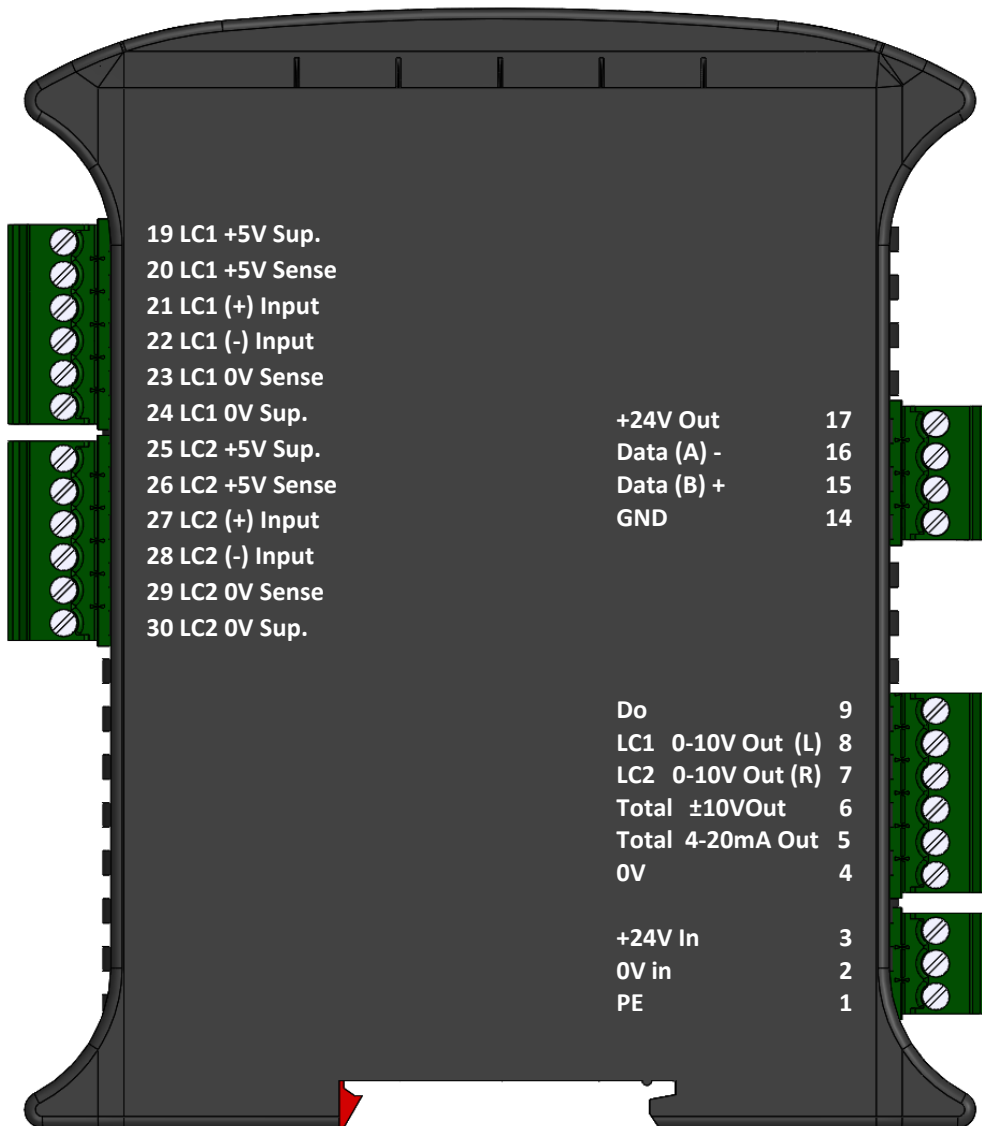 19 LC1 +5V Sup.
20 LC1 +5V Sense
21 LC1 (+) Input
22 LC1 (-) Input
23 LC1 0V Sense
24 LC1 0V Sup.
25 LC2 +5V Sup.
26 LC2 +5V Sense
27 LC2 (+) Input
28 LC2 (-) Input
29 LC2 0V Sense
30 LC2 0V Sup.
+24V Out 17
Data (A) - 16
Data (B) + 15
GND 14
Do 9
LC1 0-10V Out (L) 8
LC2 0-10V Out (R) 7
Total ±10VOut 6
Total 4-20mA Out 5
0V 4
+24V In 3
0V in 2
PE 1